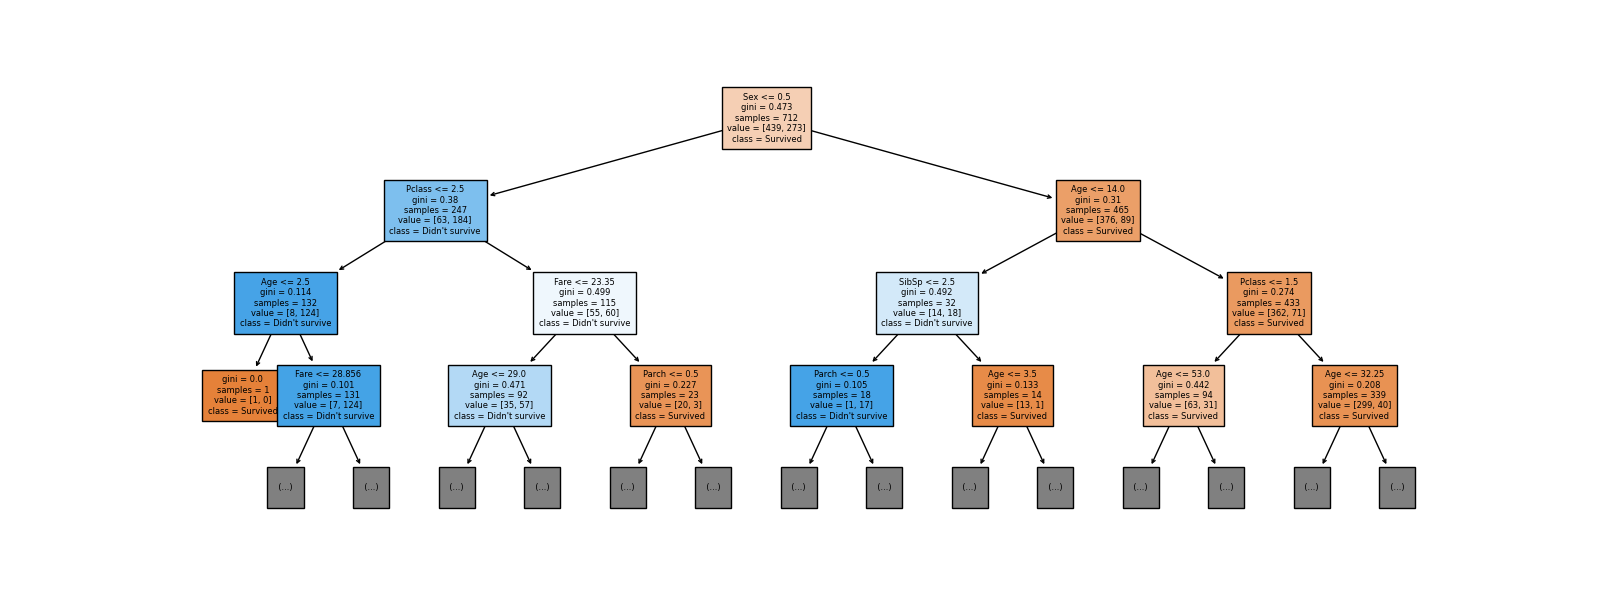 Sex <= 0.5
gini = 0.473
samples = 712
value = [439, 273]
class = Survived
Pclass <= 2.5
gini = 0.38
samples = 247
value = [63, 184]
class = Didn't survive
Age <= 14.0
gini = 0.31
samples = 465
value = [376, 89]
class = Survived
Age <= 2.5
gini = 0.114
samples = 132
value = [8, 124]
class = Didn't survive
Fare <= 23.35
gini = 0.499
samples = 115
value = [55, 60]
class = Didn't survive
SibSp <= 2.5
gini = 0.492
samples = 32
value = [14, 18]
class = Didn't survive
Pclass <= 1.5
gini = 0.274
samples = 433
value = [362, 71]
class = Survived
gini = 0.0
samples = 1
value = [1, 0]
class = Survived
Fare <= 28.856
gini = 0.101
samples = 131
value = [7, 124]
class = Didn't survive
Age <= 29.0
gini = 0.471
samples = 92
value = [35, 57]
class = Didn't survive
Parch <= 0.5
gini = 0.227
samples = 23
value = [20, 3]
class = Survived
Parch <= 0.5
gini = 0.105
samples = 18
value = [1, 17]
class = Didn't survive
Age <= 3.5
gini = 0.133
samples = 14
value = [13, 1]
class = Survived
Age <= 53.0
gini = 0.442
samples = 94
value = [63, 31]
class = Survived
Age <= 32.25
gini = 0.208
samples = 339
value = [299, 40]
class = Survived
(...)
(...)
(...)
(...)
(...)
(...)
(...)
(...)
(...)
(...)
(...)
(...)
(...)
(...)